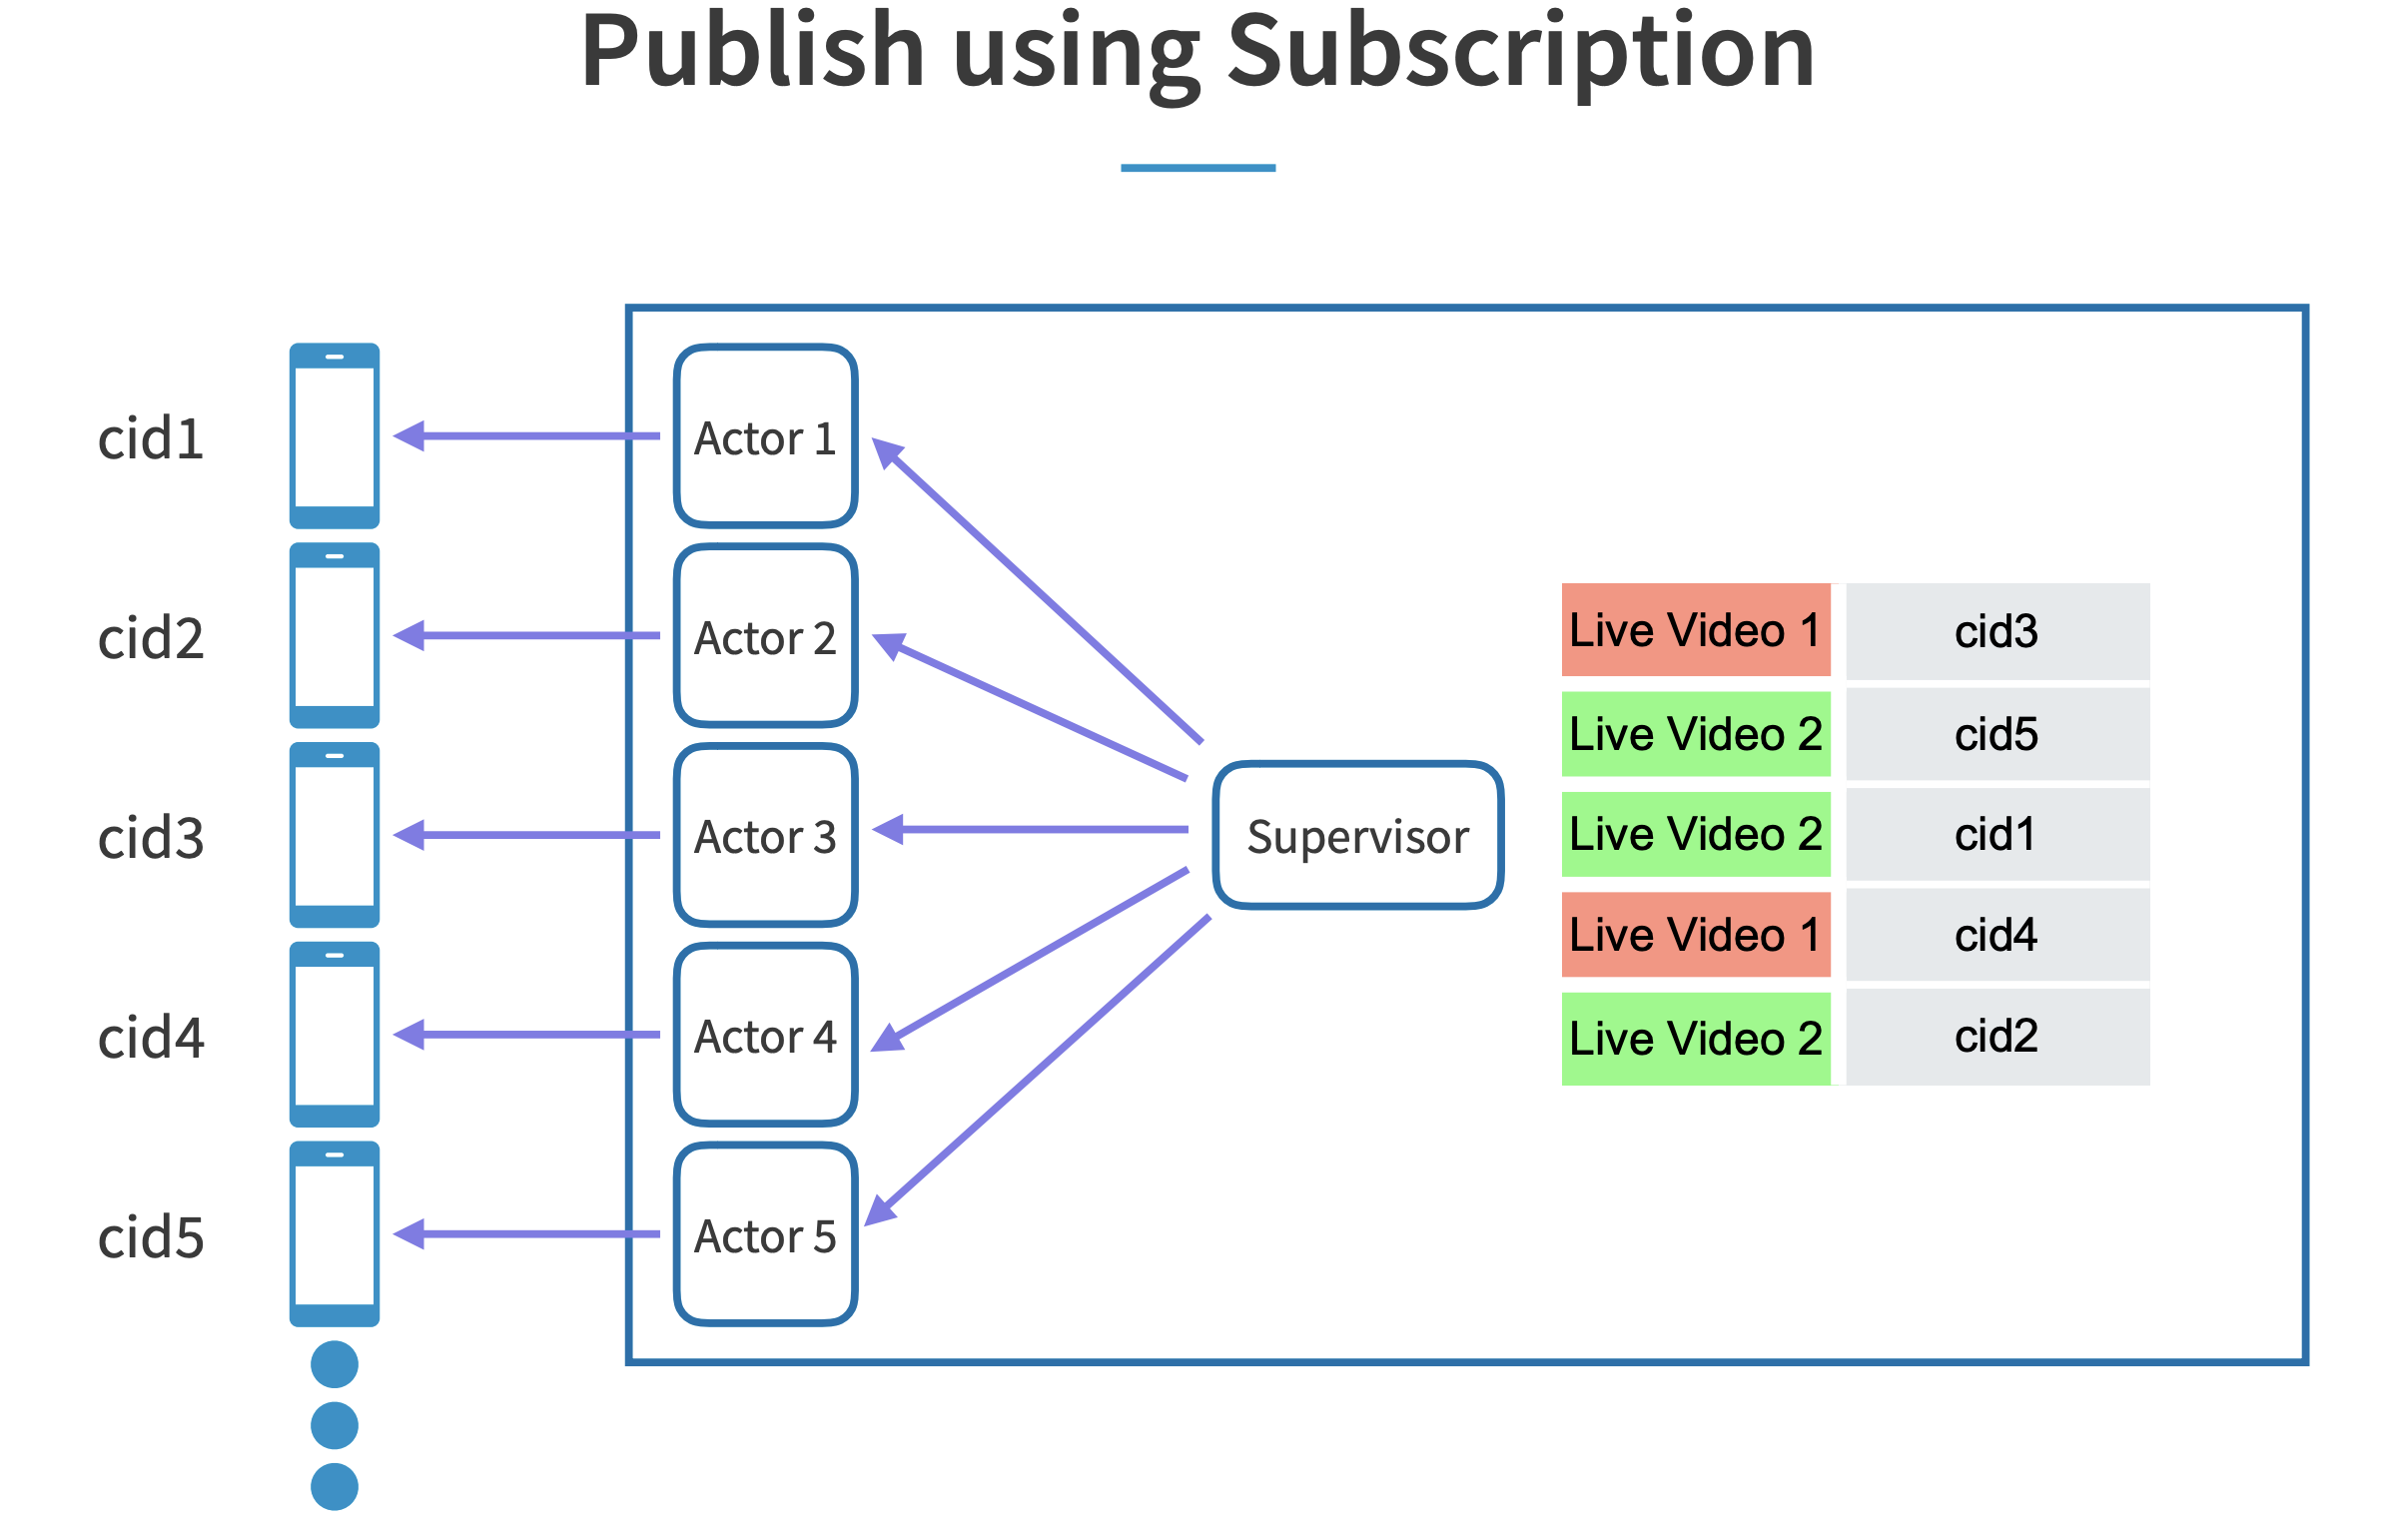 Publish using Subscription
cid1
Actor 1
cid2
Actor 2
cid3
Actor 3
cid4
Actor 4
cid5
Actor 5
Supervisor
Live Video 1 cid3
Live Video 2 cid5
Live Video 2 cid1
Live Video 1 cid4
Live Video 2 cid2